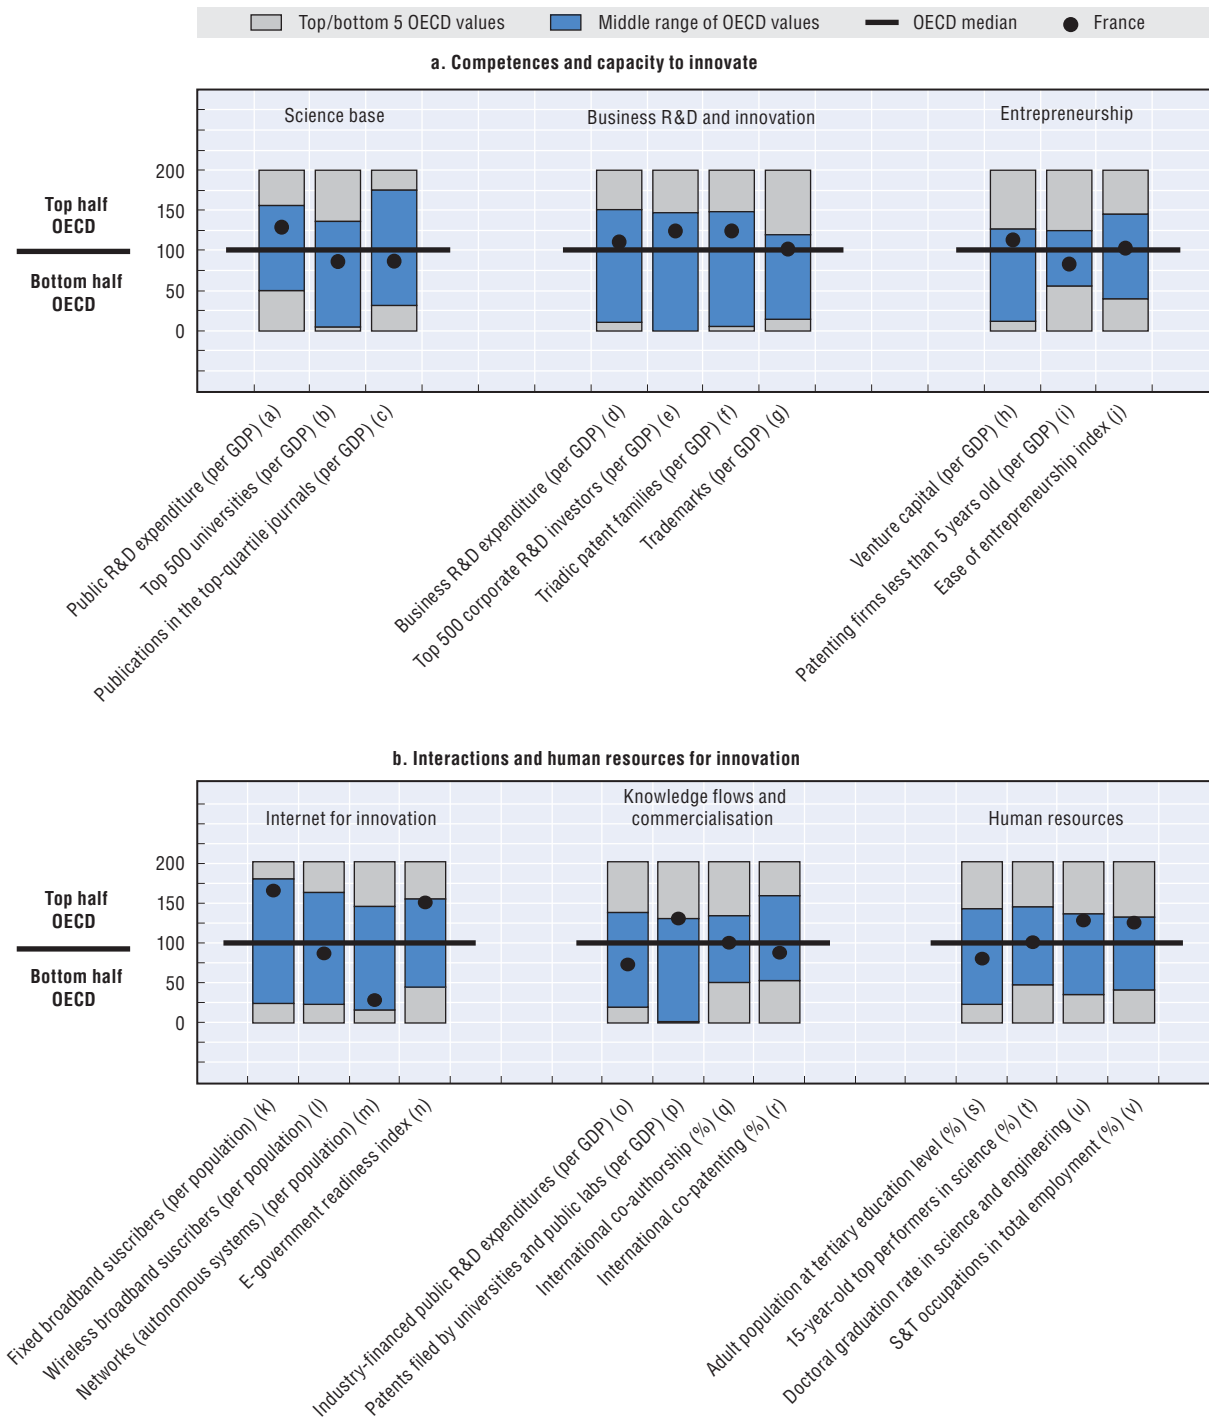 Top/bottom 5 OECD values Middle range of OECD values OECD median France
a. Competences and capacity to innovate
Science base Business R&D and innovation Entrepreneurship
200
150
100
50
0
Top half
OECD
Bottom half
OECD
Public R&D expenditure (per GDP) (a)
Top 500 universities (per GDP) (b)
Publications in the top-quartile journals (per GDP) (c)
Business R&D expenditure (per GDP) (d)
Top 500 corporate R&D investors (per GDP) (e)
Triadic patent families (per GDP) (f)
Trademarks (per GDP) (g)
Venture capital (per GDP) (h)
Patenting firms less than 5 years old (per GDP) (i)
Ease of entrepreneurship index (j)
b. Interactions and human resources for innovation
Internet for innovation
Knowledge flows and
commercialisation
Human resources
200
150
100
50
0
Top half
OECD
Bottom half
OECD
Fixed broadband suscribers (per population) (k)
Wireless broadband suscribers (per population) (l)
Networks (autonomous systems) (per population) (m)
E-government readiness index (n)
Industry-financed public R&D expenditures (per GDP) (o)
Patents filed by universities and public labs (per GDP) (p)
International co-authorship (%) (q)
International co-patenting (%) (r)
Adult population at tertiary education level (%) (s)
15-year-old top performers in science (%) (t)
Doctoral graduation rate in science and engineering (u)
S&T occupations in total employment (%) (v)